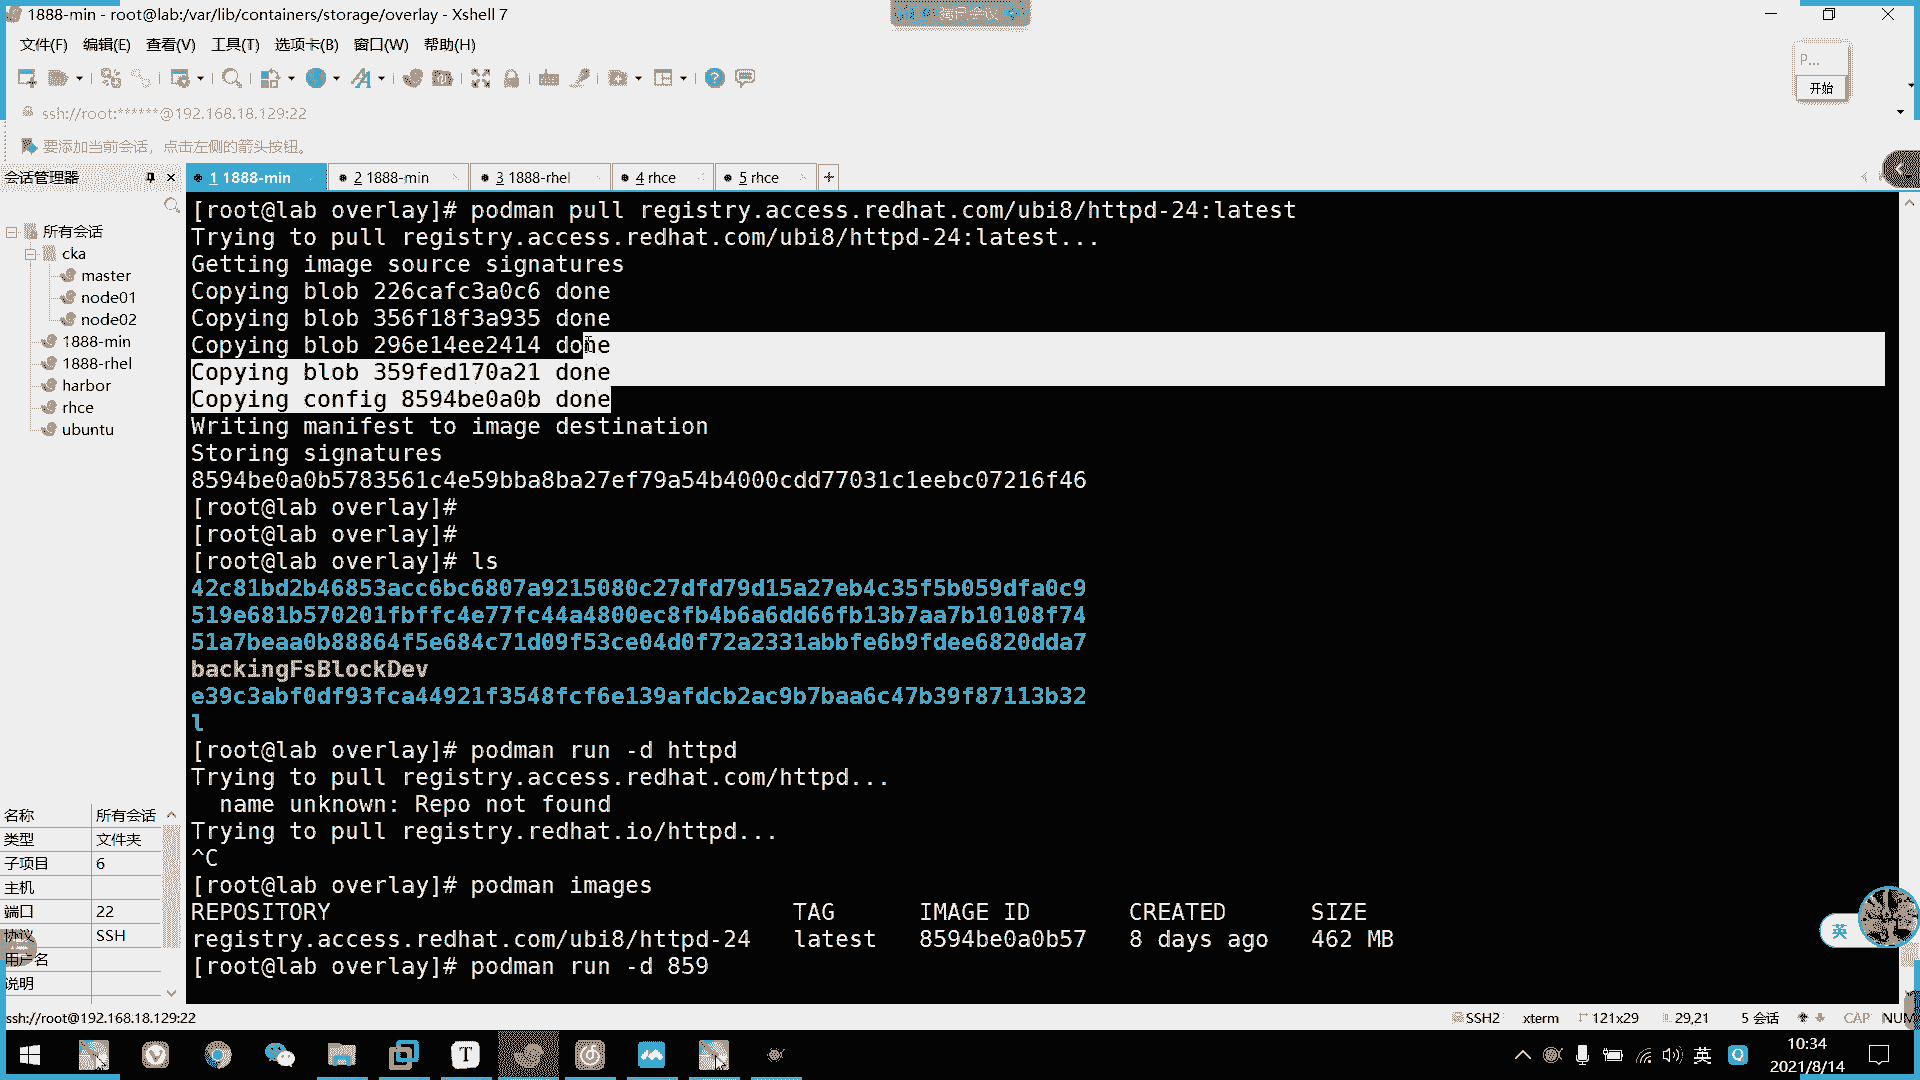 1888-min - root@lab:/var/lib/containers/storage/overlay - Xshell 7
文件(F) 编辑(E) 查看(V) 工具(T) 选项卡(B) 窗口(W) 帮助(H)
P...
开始
ssh://root:******@192.168.18.129:22
要添加当前会话，点击左侧的箭头按钮。
会话管理器
1 1888-min
2 1888-min
3 1888-rhel
4 rhce
5 rhce
所有会话
cka
master
node01
node02
1888-min
1888-rhel
harbor
rhce
ubuntu
[root@lab overlay]# podman pull registry.access.redhat.com/ubi8/httpd-24:latest
Trying to pull registry.access.redhat.com/ubi8/httpd-24:latest...
Getting image source signatures
Copying blob 226cafc3a0c6 done
Copying blob 356f18f3a935 done
Copying blob 296e14ee2414 done
Copying blob 359fed170a21 done
Copying config 8594be0a0b done
Writing manifest to image destination
Storing signatures
8594be0a0b5783561c4e59bba8ba27ef79a54b4000cdd77031c1eebc07216f46
[root@lab overlay]#
[root@lab overlay]#
[root@lab overlay]# ls
42c81bd2b46853acc6bc6807a9215080c27dfd79d15a27eb4c35f5b059dfa0c9
519e681b570201fbffc4e77fc44a4800ec8fb4b6a6dd66fb13b7aa7b10108f74
51a7beaa0b88864f5e684c71d09f53ce04d0f72a2331abbfe6b9fdee6820dda7
backingFsBlockDev
e39c3abf0df93fca44921f3548fcf6e139afdcb2ac9b7baa6c47b39f87113b32
l
[root@lab overlay]# podman run -d httpd
Trying to pull registry.access.redhat.com/httpd...
name unknown: Repo not found
Trying to pull registry.redhat.io/httpd...
^C
[root@lab overlay]# podman images
REPOSITORY TAG IMAGE ID CREATED SIZE
registry.access.redhat.com/ubi8/httpd-24 latest 8594be0a0b57 8 days ago 462 MB
[root@lab overlay]# podman run -d 859
名称 所有会话
类型 文件夹
子项目 6
主机
端口 22
协议 SSH
用户名
说明
英
ssh://root@192.168.18.129:22
SSH2 xterm 121x29 29,21 5 会话 CAP NUM
英
10:34
2021/8/14